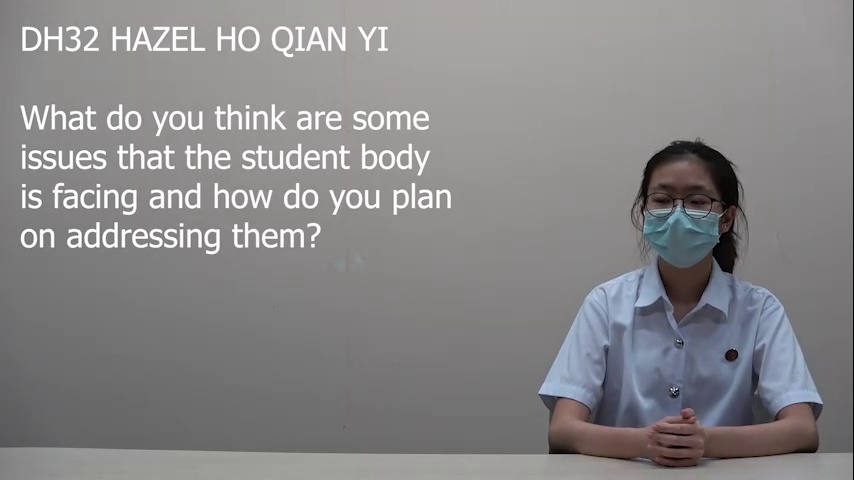 DH32 HAZEL HO QIAN YI
What do you think are some
issues that the student body
is facing and how do you plan
on addressing them?